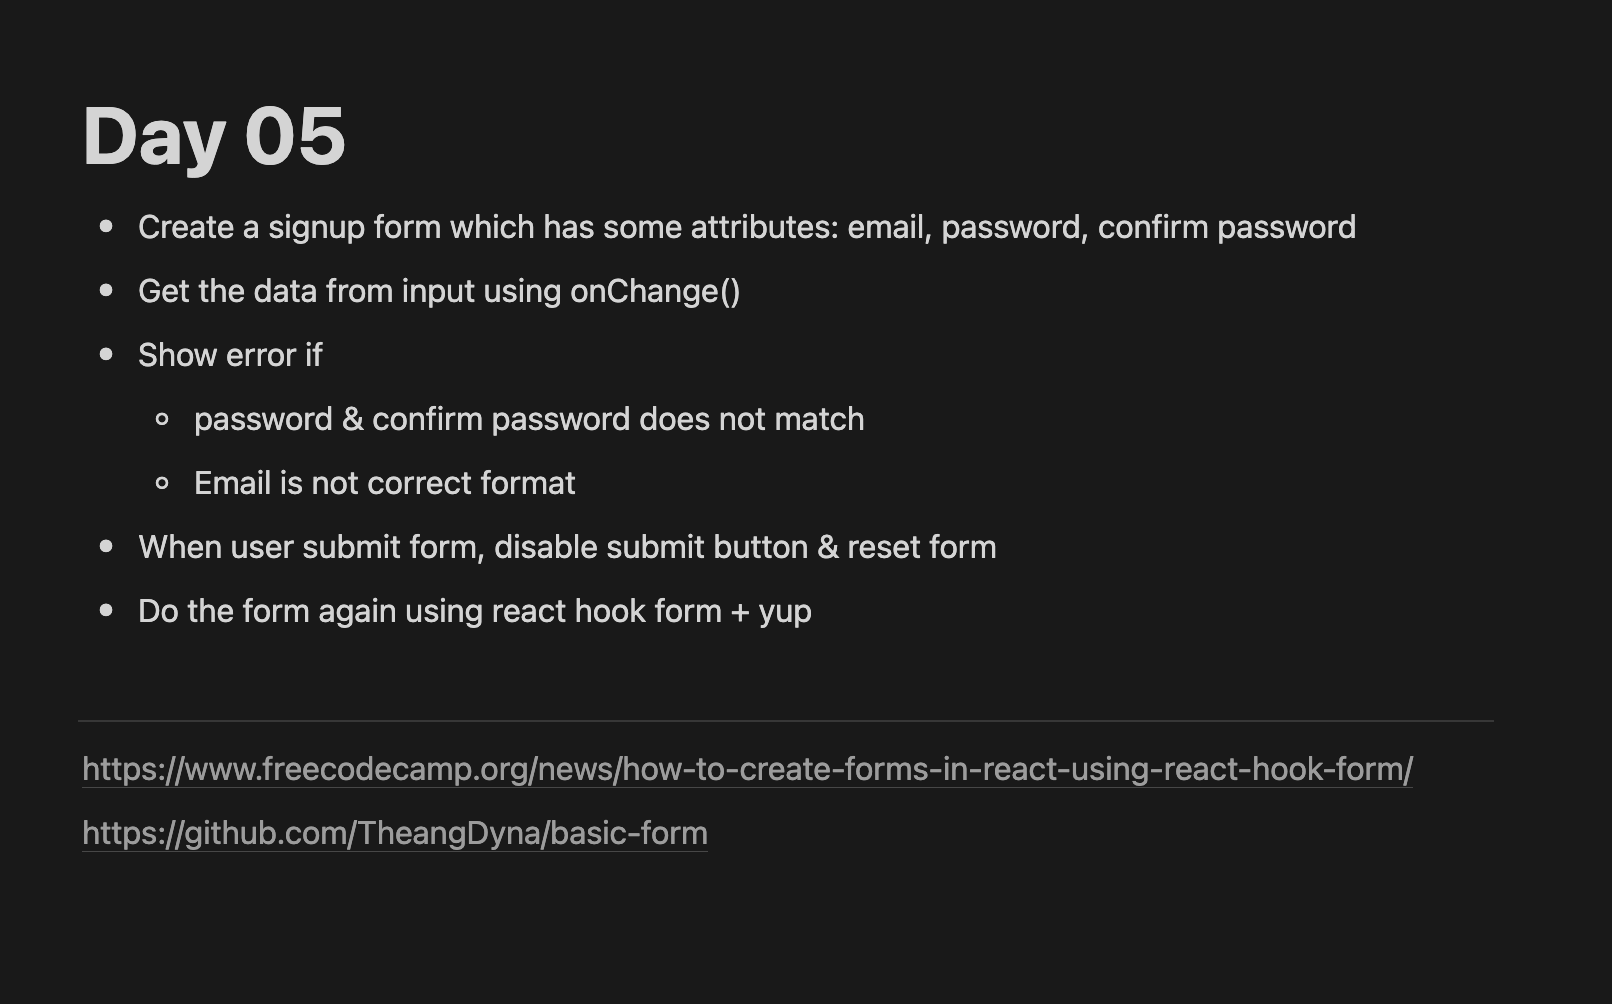 Day 05
Create a signup form which has some attributes: email, password, confirm password
Get the data from input using onChange()
Show error if
password & confirm password does not match
Email is not correct format
When user submit form, disable submit button & reset form
Do the form again using react hook form + yup
https://www.freecodecamp.org/news/how-to-create-forms-in-react-using-react-hook-form/
https://github.com/TheangDyna/basic-form